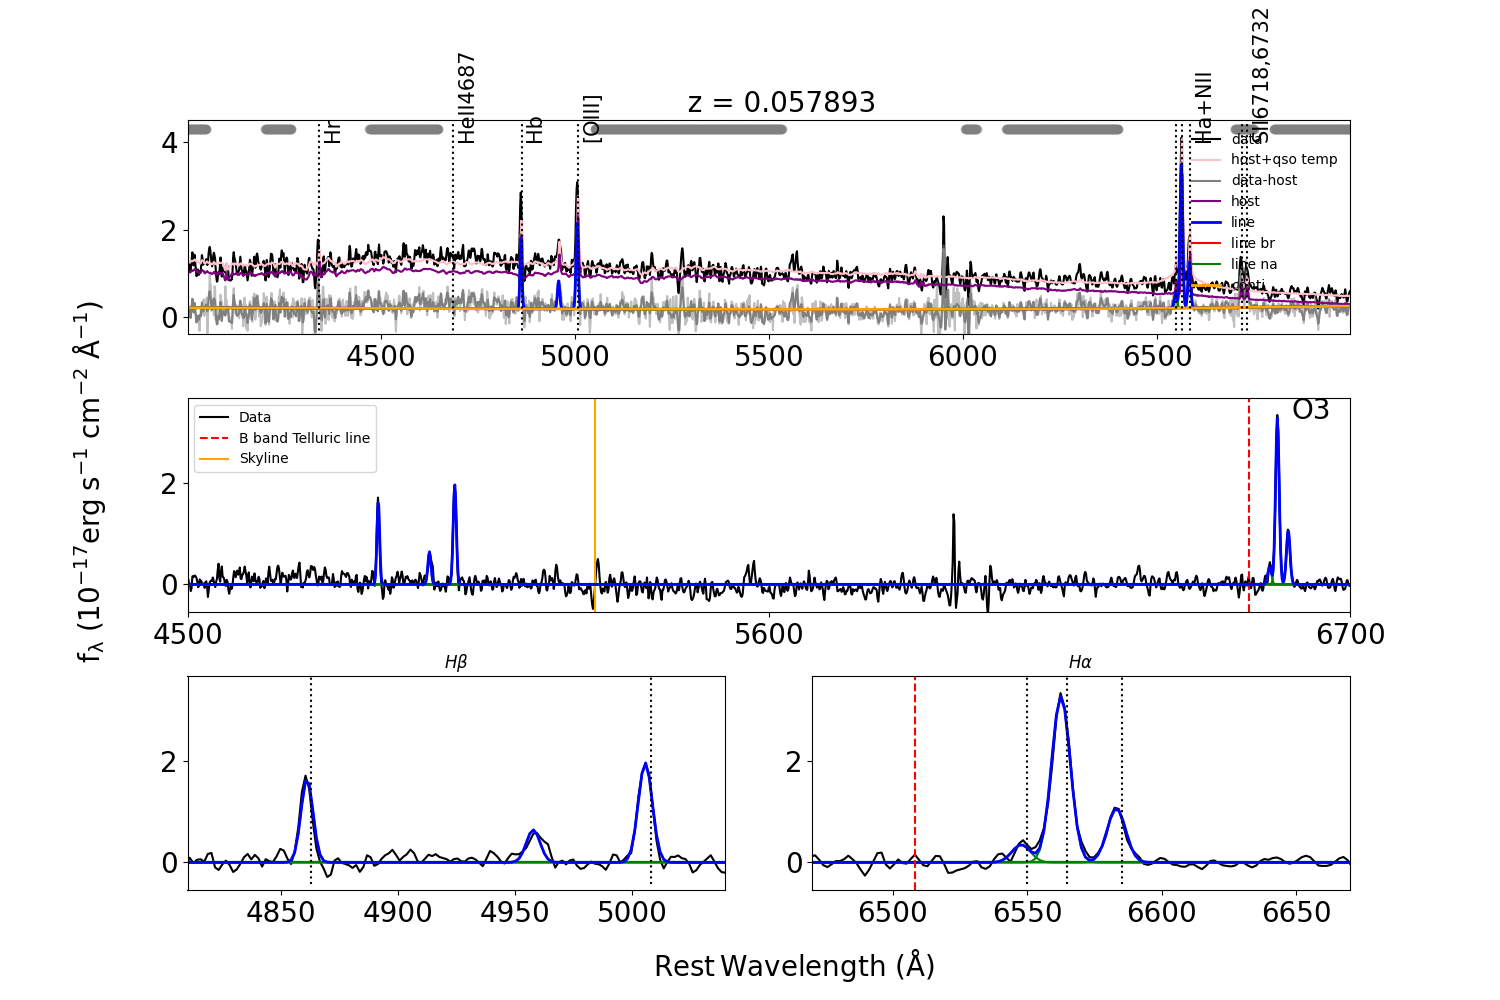 z = 0.057893
Hr
HeII4687
Hb
[OIII]
Ha+NII
SII6718,6732
data
host+qso temp
data-host
host
line
line br
line na
conti
4
2
0
4500 5000 5500 6000 6500
O3
Data
B band Telluric line
Skyline
2
0
4500 5600 6700
Hβ
2
0
4850 4900 4950 5000
Hα
2
0
6500 6550 6600 6650
fλ (10−17erg s−1 cm−2 Å−1)
Rest Wavelength (Å)